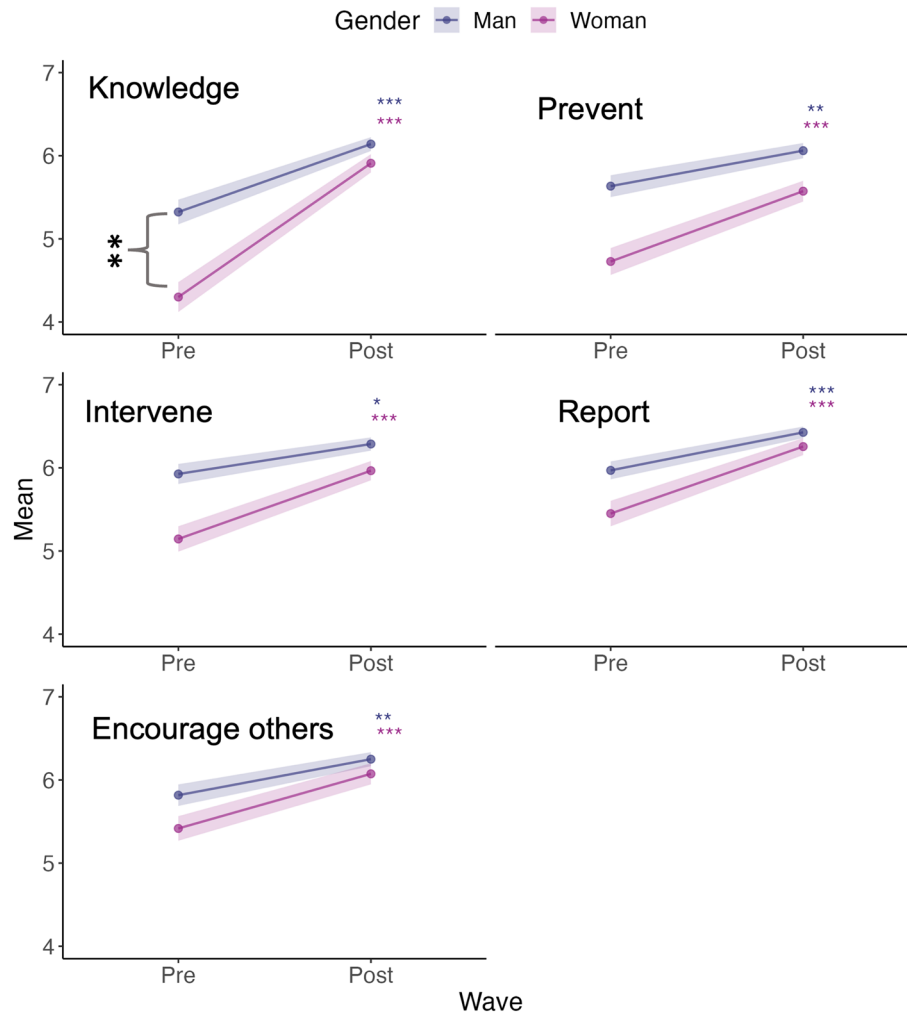 Gender Man Woman
Knowledge
***
***
**
7
6
5
4
Pre Post
Prevent
**
***
Pre Post
Intervene
*
***
7
6
5
4
Pre Post
Report
***
***
Pre Post
Encourage others
**
***
7
6
5
4
Pre Post
Mean
Wave